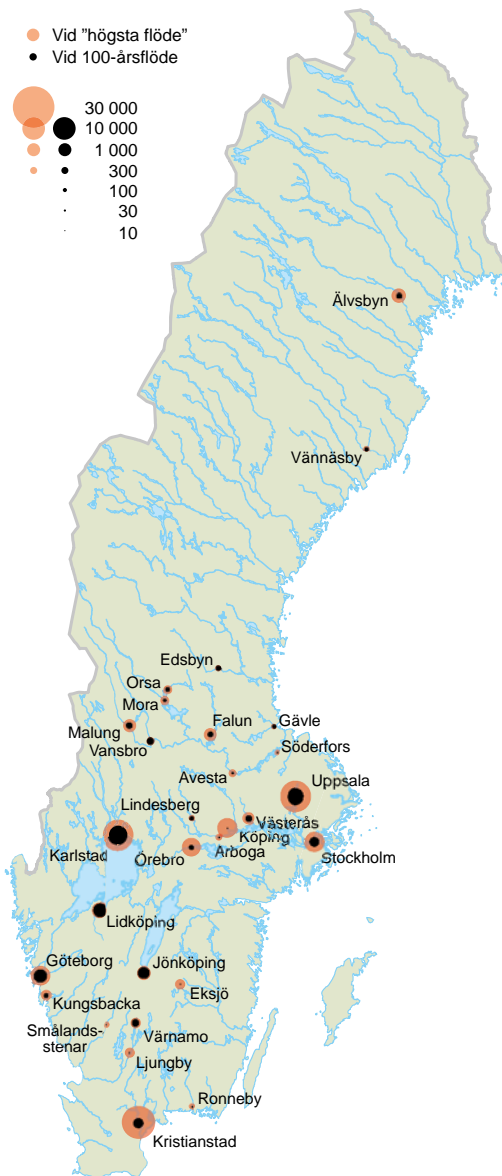 Vid "högsta flöde"
Vid 100-årsflöde
30 000
10 000
1 000
300
100
30
10
Älvsbyn
Vännäsby
Edsbyn
Orsa
Mora
Malung
Falun
Gävle
Vansbro
Söderfors
Avesta
Uppsala
Lindesberg
Västerås
Köping
Karlstad
Örebro
Arboga
Stockholm
Lidköping
Göteborg
Jönköping
Eksjö
Kungsbacka
Smålands-
stenar
Värnamo
Ljungby
Ronneby
Kristianstad